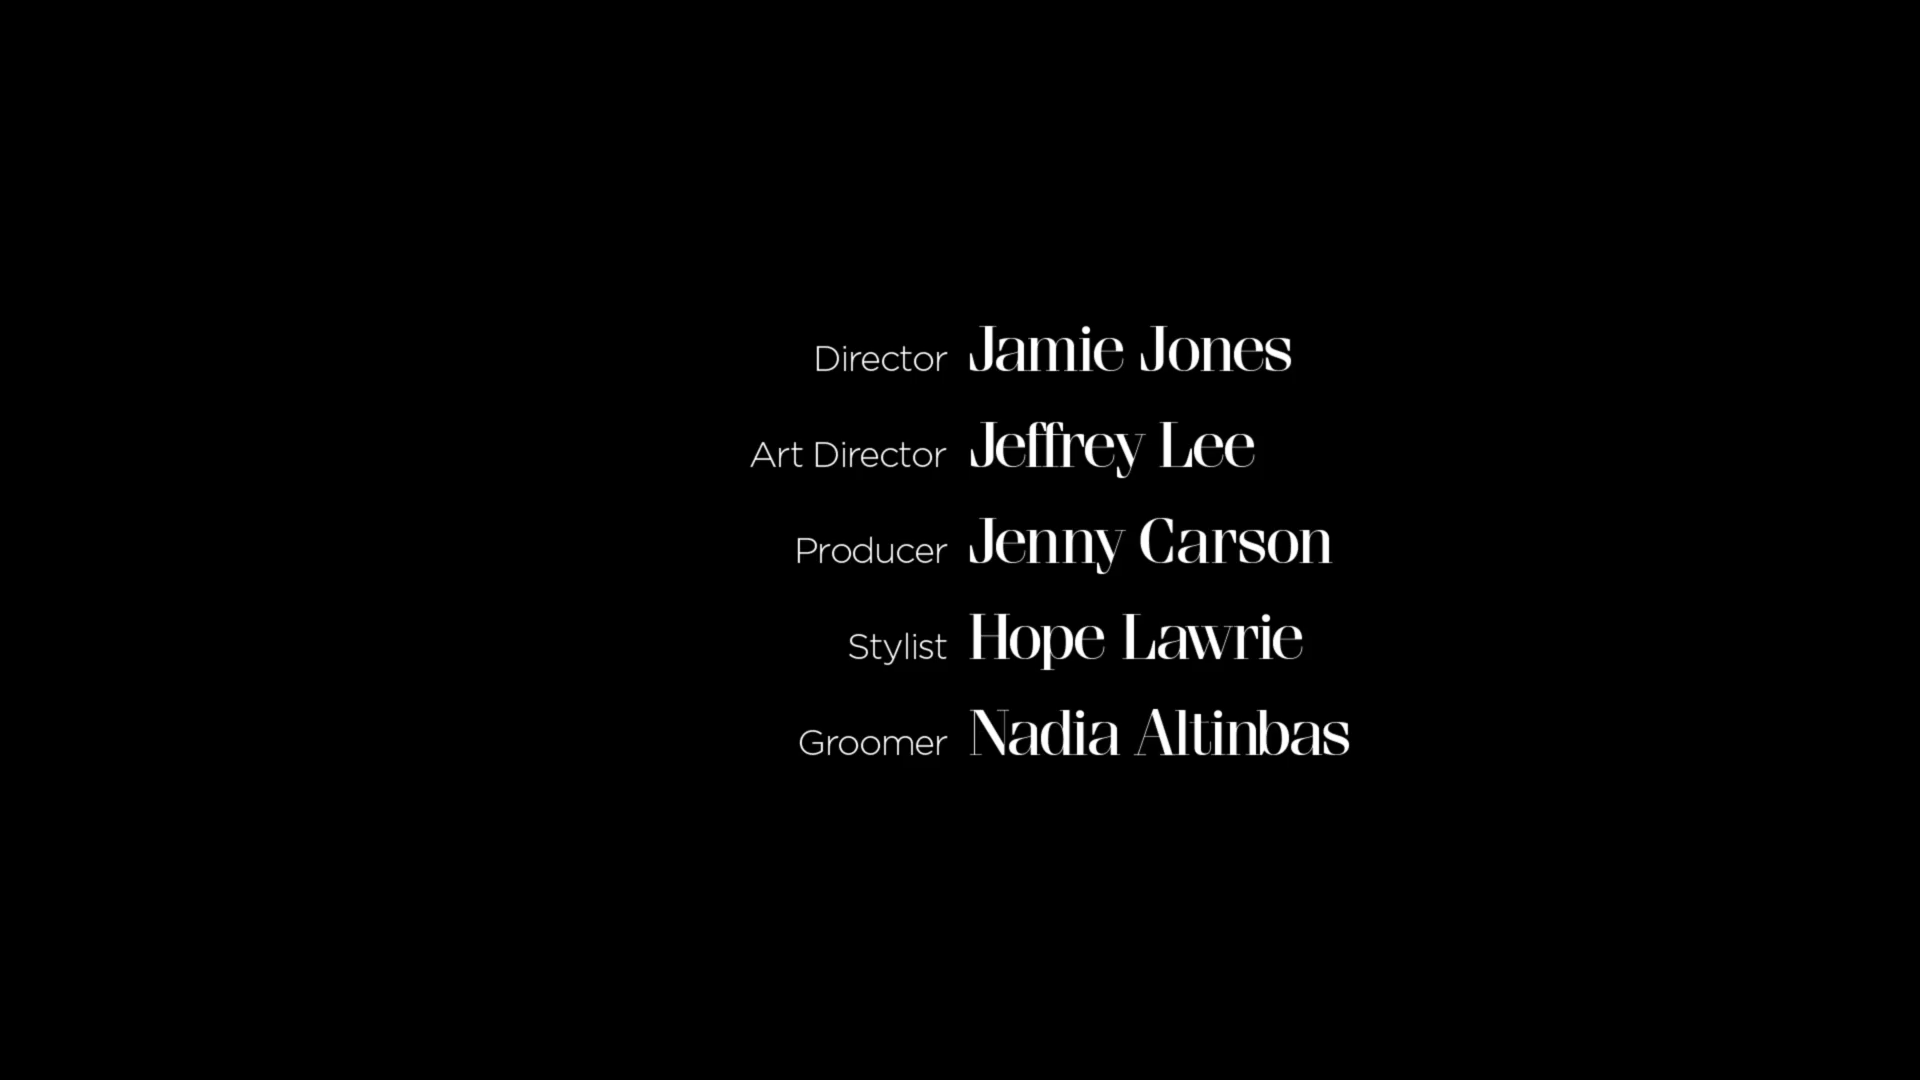 Director Jamie Jones
Art Director Jeffrey Lee
Producer Jenny Carson
Stylist Hope Lawrie
Groomer Nadia Altinbas